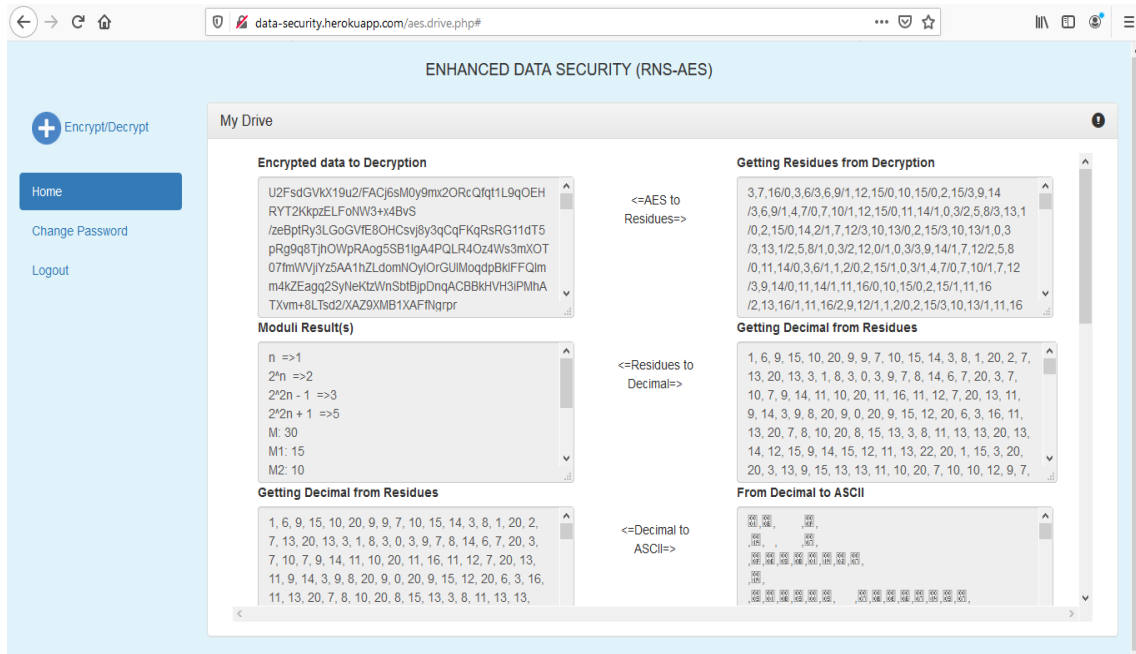 data-security.herokuapp.com/aes.drive.php#
ENHANCED DATA SECURITY (RNS-AES)
Encrypt/Decrypt
Home
Change Password
Logout
My Drive
Encrypted data to Decryption
U2FsdGVkX19u2/FACj6sM0y9mx2ORcQfqt1L9qOEH
RYT2KkpzELFoNW3+x4BvS
/zeBptRy3LGoGVfE8OHCsvj8y3qCqFKqRsRG11dT5
pRg9q8TjhOWpRAog5SB1lgA4PQLR4Oz4Ws3mXOT
07fmWVjiYz5AA1hZLdomNOylOrGUlMoqdpBklFFQlm
m4kZEagq2SyNeKtzWnSbtBjpDnqACBBkHVH3iPMhA
TXvm+8LTsd2/XAZ9XMB1XAFfNgrpr
<=AES to
Residues=>
Getting Residues from Decryption
3,7,16/0,3,6/3,6,9/1,12,15/0,10,15/0,2,15/3,9,14
/3,6,9/1,4,7/0,7,10/1,12,15/0,11,14/1,0,3/2,5,8/3,13,1
/0,2,15/0,14,2/1,7,12/3,10,13/0,2,15/3,10,13/1,0,3
/3,13,1/2,5,8/1,0,3/2,12,0/1,0,3/3,9,14/1,7,12/2,5,8
/0,11,14/0,3,6/1,1,2/0,2,15/1,0,3/1,4,7/0,7,10/1,7,12
/3,9,14/0,11,14/1,11,16/0,10,15/0,2,15/1,11,16
/2,13,16/1,11,16/2,9,12/1,1,2/0,2,15/3,10,13/1,11,16
Moduli Result(s)
n =>1
2^n =>2
2^2n - 1 =>3
2^2n + 1 =>5
M: 30
M1: 15
M2: 10
<=Residues to
Decimal=>
Getting Decimal from Residues
1, 6, 9, 15, 10, 20, 9, 9, 7, 10, 15, 14, 3, 8, 1, 20, 2, 7,
13, 20, 13, 3, 1, 8, 3, 0, 3, 9, 7, 8, 14, 6, 7, 20, 3, 7,
10, 7, 9, 14, 11, 10, 20, 11, 16, 11, 12, 7, 20, 13, 11,
9, 14, 3, 9, 8, 20, 9, 0, 20, 9, 15, 12, 20, 6, 3, 16, 11,
13, 20, 7, 8, 10, 20, 8, 15, 13, 3, 8, 11, 13, 13, 20, 13,
14, 12, 15, 9, 14, 15, 12, 11, 13, 22, 20, 1, 15, 3, 20,
20, 3, 13, 9, 15, 13, 13, 11, 10, 20, 7, 10, 10, 12, 9, 7,
Getting Decimal from Residues
1, 6, 9, 15, 10, 20, 9, 9, 7, 10, 15, 14, 3, 8, 1, 20, 2,
7, 13, 20, 13, 3, 1, 8, 3, 0, 3, 9, 7, 8, 14, 6, 7, 20, 3,
7, 10, 7, 9, 14, 11, 10, 20, 11, 16, 11, 12, 7, 20, 13,
11, 9, 14, 3, 9, 8, 20, 9, 0, 20, 9, 15, 12, 20, 6, 3, 16,
11, 13, 20, 7, 8, 10, 20, 8, 15, 13, 3, 8, 11, 13, 13,
<=Decimal to
ASCII=>
From Decimal to ASCII